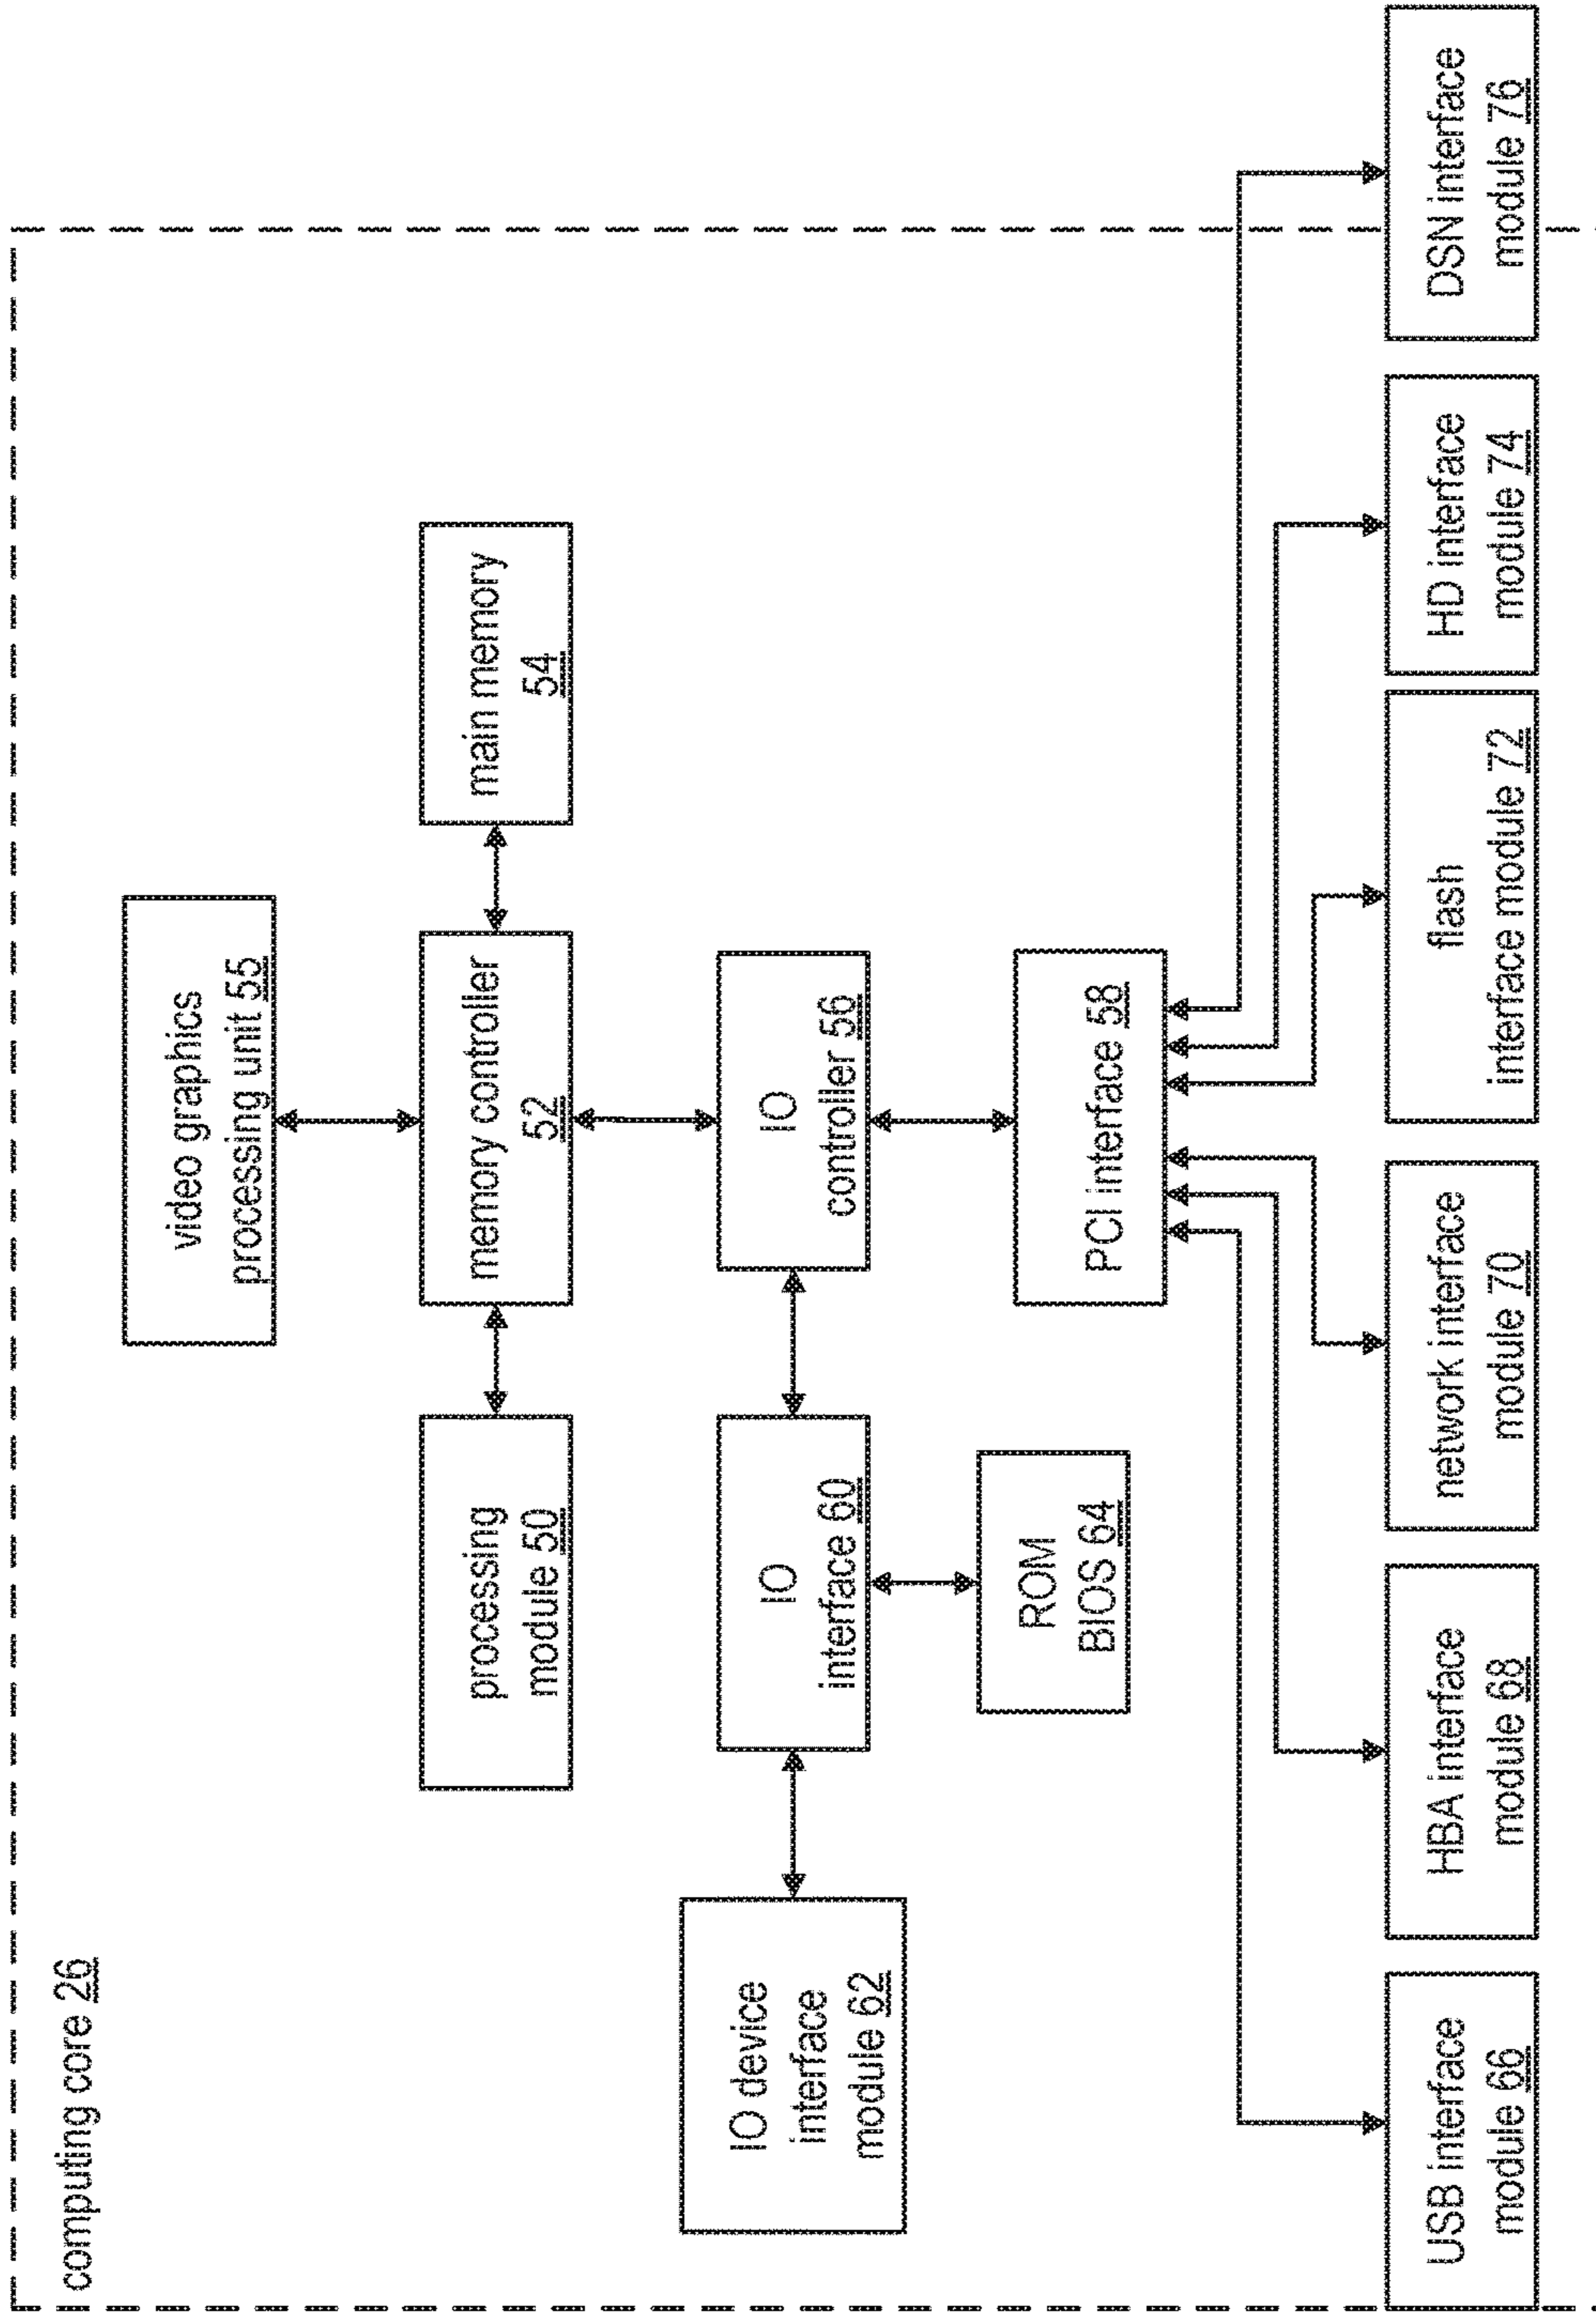 computing core 26
video graphics
processing unit 55
processing
module 50
memory controller
52
main memory
54
IO device
interface
module 62
IO
interface 60
IO
controller 56
ROM
BIOS 64
PCI interface 58
USB interface
module 66
HBA interface
module 68
network interface
module 70
flash
interface module 72
HD interface
module 74
DSN interface
module 76